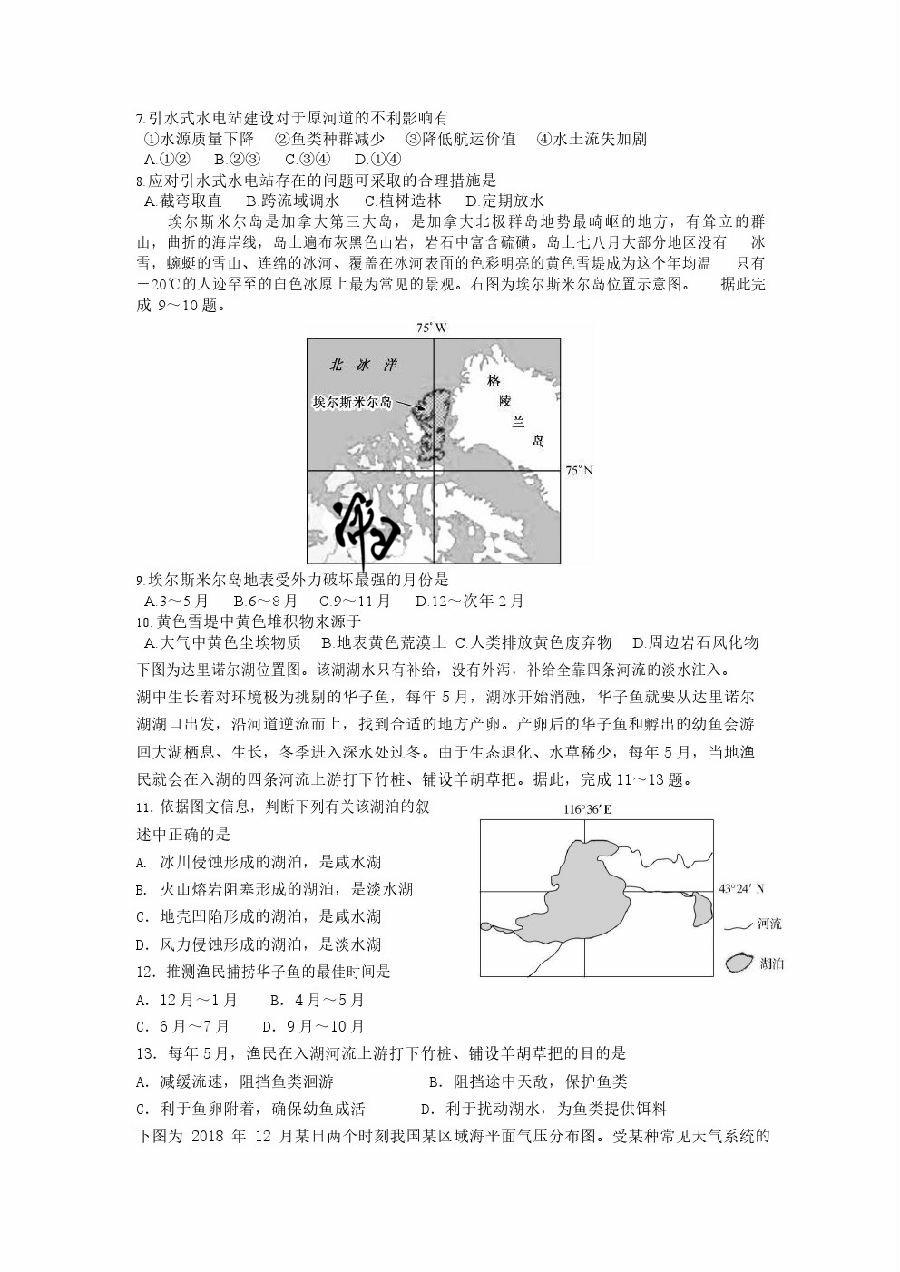 7.引水式水电站建设对于原河道的不利影响有
①水源质量下降 ②鱼类种群减少 ③降低航运价值 ④水土流失加剧
A.①② B.②③ C.③④ D.①④
8.应对引水式水电站存在的问题可采取的合理措施是
A.截弯取直 B.跨流域调水 C.植树造林 D.定期放水
埃尔斯米尔岛是加拿大第三大岛，是加拿大北极群岛地势最崎岖的地方，有耸立的群
山，曲折的海岸线，岛上遍布灰黑色山岩，岩石中富含硫磺。岛上七八月大部分地区没有 冰
雪，蜿蜒的雪山、连绵的冰河、覆盖在冰河表面的色彩明亮的黄色雪堤成为这个年均温 只有
－20℃的人迹罕至的白色冰原上最为常见的景观。右图为埃尔斯米尔岛位置示意图。 据此完
成 9～10 题。
75°W
北 冰 洋
格
陵
兰
岛
埃尔斯米尔岛
75°N
9.埃尔斯米尔岛地表受外力破坏最强的月份是
A.3～5月 B.6～8月 C.9～11月 D.12～次年2月
10.黄色雪堤中黄色堆积物来源于
A.大气中黄色尘埃物质 B.地表黄色荒漠土 C.人类排放黄色废弃物 D.周边岩石风化物
下图为达里诺尔湖位置图。该湖湖水只有补给，没有外泻，补给全靠四条河流的淡水注入。
湖中生长着对环境极为挑剔的华子鱼，每年5月，湖冰开始消融，华子鱼就要从达里诺尔
湖湖口出发，沿河道逆流而上，找到合适的地方产卵。产卵后的华子鱼和孵出的幼鱼会游
回大湖栖息、生长，冬季进入深水处过冬。由于生态退化、水草稀少，每年5月，当地渔
民就会在入湖的四条河流上游打下竹桩、铺设羊胡草把。据此，完成11～13题。
11. 依据图文信息，判断下列有关该湖泊的叙
述中正确的是
A. 冰川侵蚀形成的湖泊，是咸水湖
B. 火山熔岩阻塞形成的湖泊，是淡水湖
C. 地壳凹陷形成的湖泊，是咸水湖
D. 风力侵蚀形成的湖泊，是淡水湖
116°36′E
43°24′N
河流
湖泊
12. 推测渔民捕捞华子鱼的最佳时间是
A. 12月～1月 B. 4月～5月
C. 6月～7月 D. 9月～10月
13. 每年5月，渔民在入湖河流上游打下竹桩、铺设羊胡草把的目的是
A. 减缓流速，阻挡鱼类洄游 B. 阻挡途中天敌，保护鱼类
C. 利于鱼卵附着，确保幼鱼成活 D. 利于扰动湖水，为鱼类提供饵料
下图为 2018 年 12 月某日两个时刻我国某区域海平面气压分布图。受某种常见天气系统的